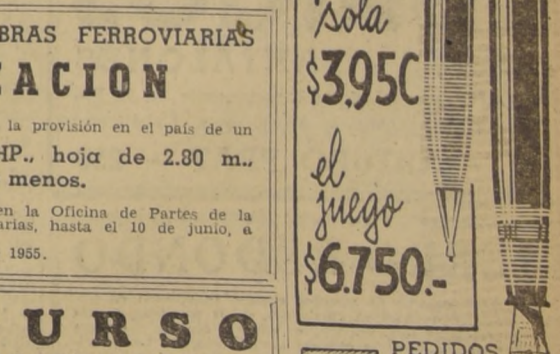 BRAS FERROVIARIAS
ACION
la provisión en el país de un
HP., hoja de 2.80 m.,
menos.
en la Oficina de Partes de la
arias, hasta el 10 de junio, a
1955.
URSO
sola
$3.950
el
juego
$6.750.-
PEDIDOS